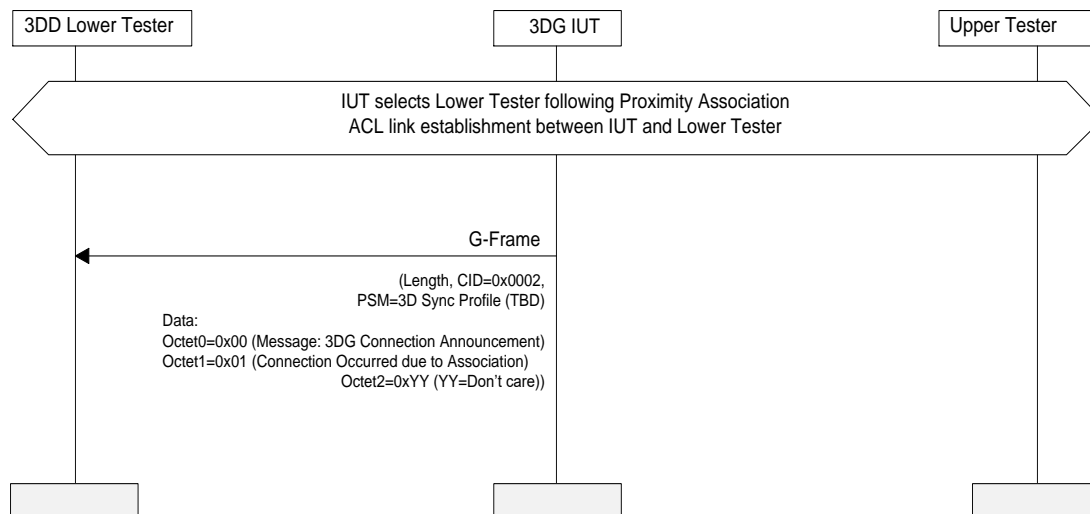 3DD Lower Tester
3DG IUT
Upper Tester
IUT selects Lower Tester following Proximity Association
ACL link establishment between IUT and Lower Tester
G-Frame
(Length, CID=0x0002,
PSM=3D Sync Profile (TBD)
Data:
Octet0=0x00 (Message: 3DG Connection Announcement)
Octet1=0x01 (Connection Occurred due to Association)
Octet2=0xYY (YY=Don't care))